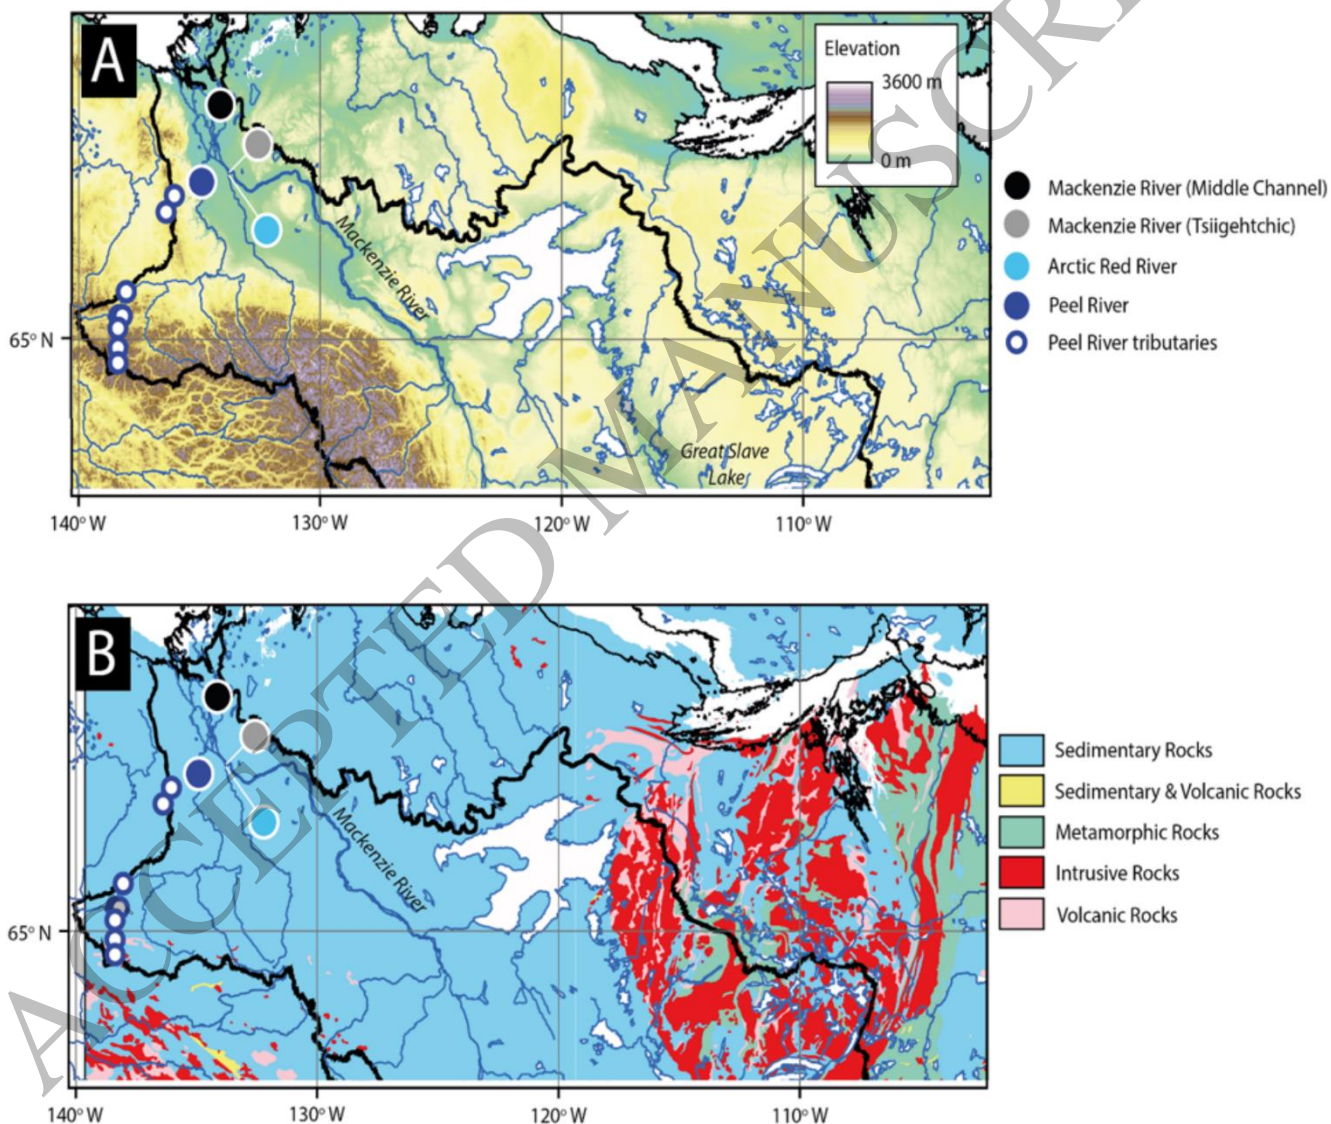 A
Elevation
3600 m
0 m
Mackenzie River
Great Slave
Lake
65° N
140° W
130° W
120° W
110° W
Mackenzie River (Middle Channel)
Mackenzie River (Tsiigehtchic)
Arctic Red River
Peel River
Peel River tributaries
ACCEPTED MANUSCRI
B
Mackenzie River
65° N
140° W
130° W
120° W
110° W
Sedimentary Rocks
Sedimentary & Volcanic Rocks
Metamorphic Rocks
Intrusive Rocks
Volcanic Rocks